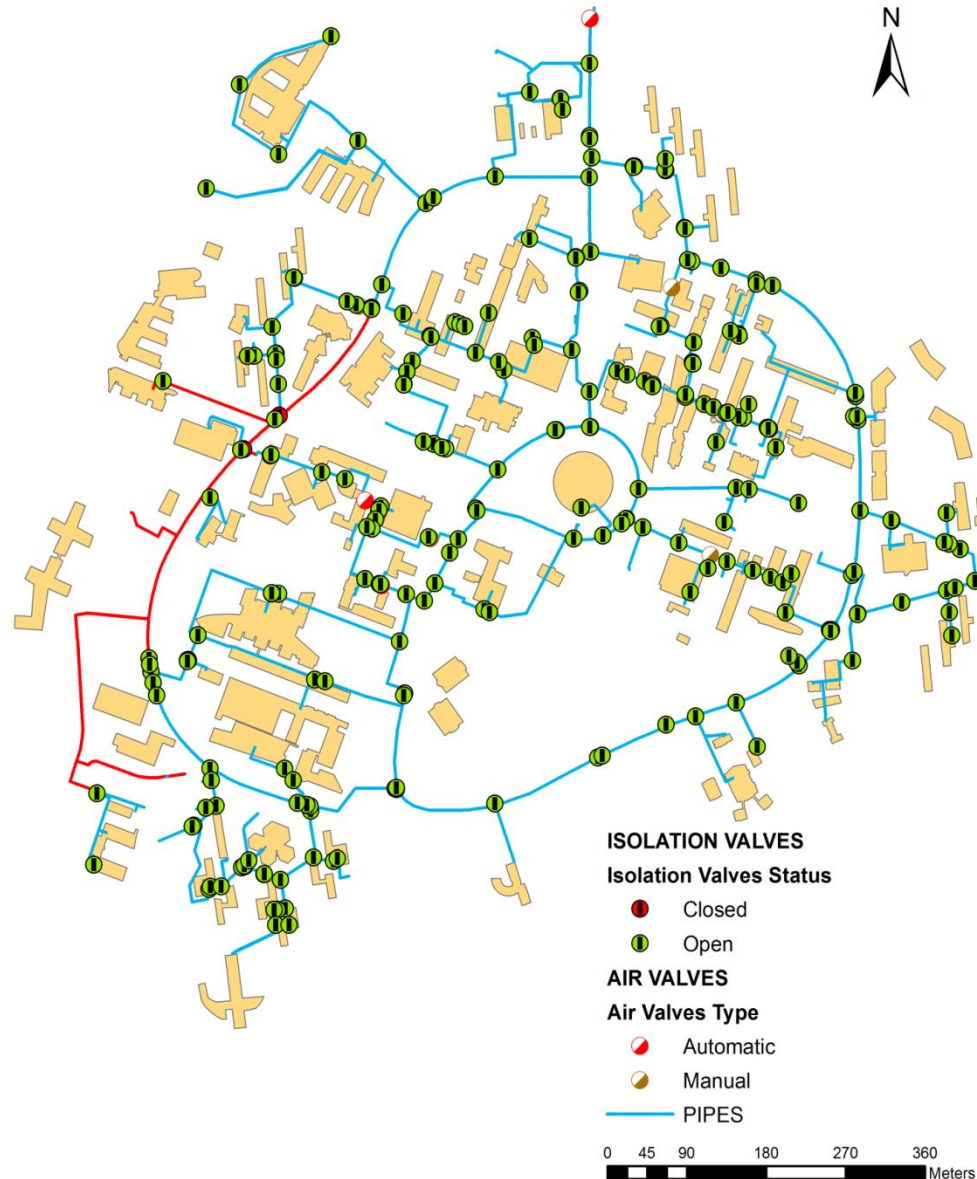 N
ISOLATION VALVES
Isolation Valves Status
Closed
Open
AIR VALVES
Air Valves Type
Automatic
Manual
PIPES
0 45 90 180 270 360
Meters